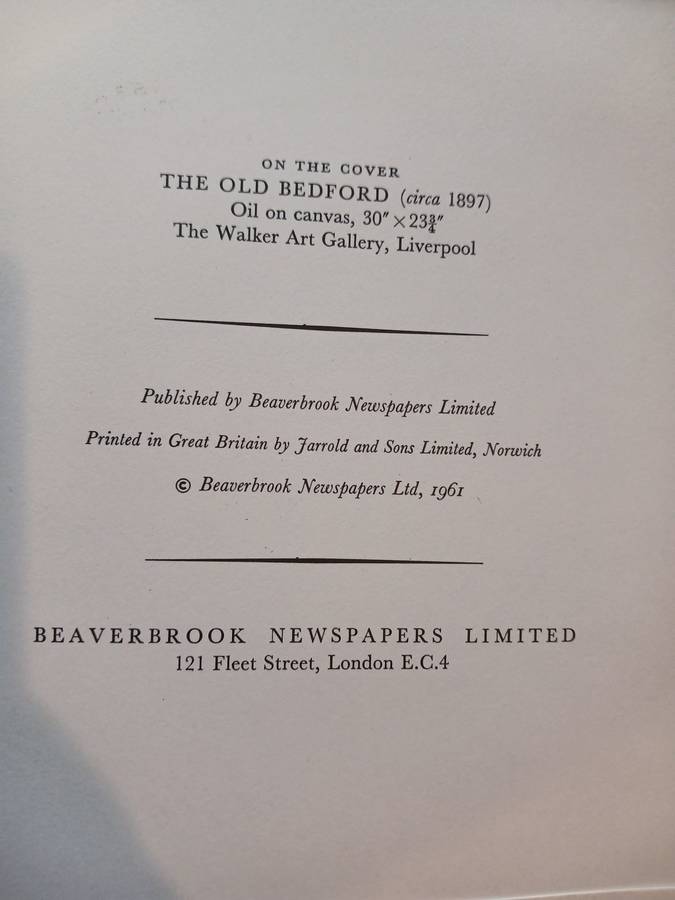 ON THE COVER
THE OLD BEDFORD (circa 1897)
Oil on canvas, 30″ × 23¾″
The Walker Art Gallery, Liverpool
Published by Beaverbrook Newspapers Limited
Printed in Great Britain by Jarrold and Sons Limited, Norwich
© Beaverbrook Newspapers Ltd, 1961
BEAVERBROOK NEWSPAPERS LIMITED
121 Fleet Street, London E.C.4